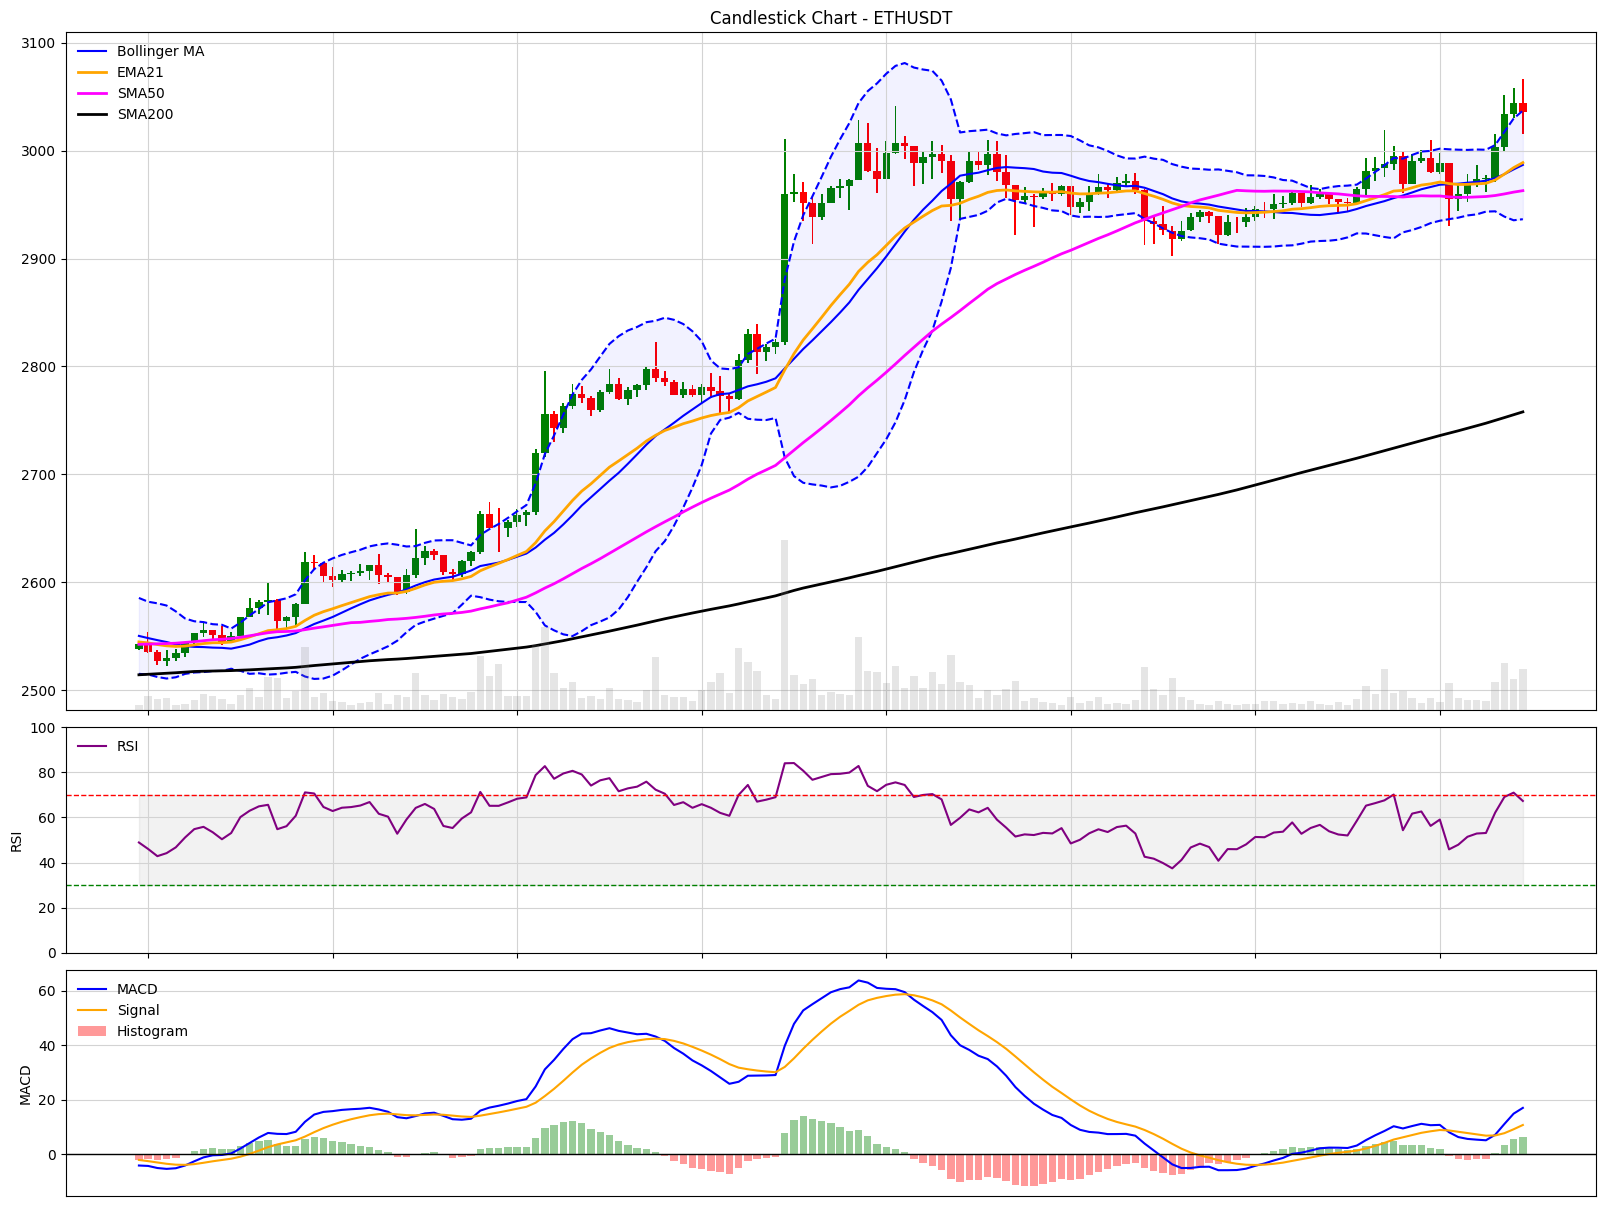 Candlestick Chart - ETHUSDT
3100
3000
2900
2800
2700
2600
2500
Bollinger MA
EMA21
SMA50
SMA200
100
80
60
40
20
0
RSI
RSI
60
40
20
0
MACD
MACD
Signal
Histogram